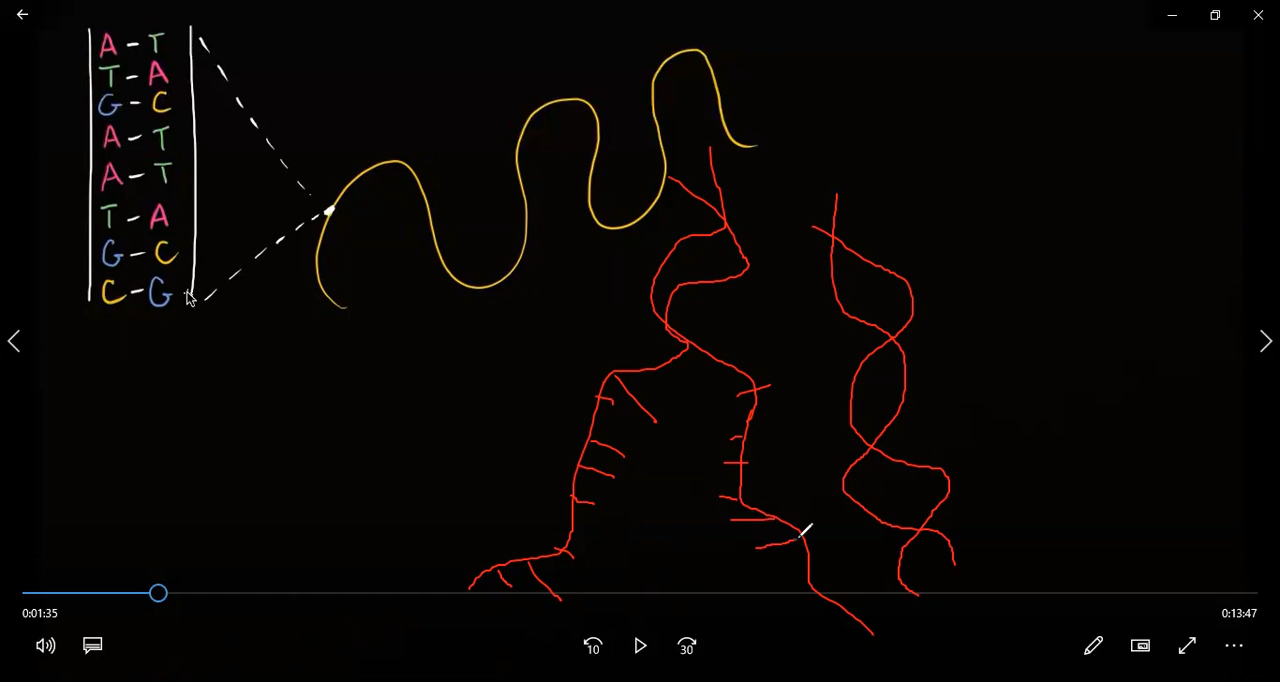 A - T
T - A
G - C
A - T
A - T
T - A
G - C
C - G
0:01:35
0:13:47
10
30